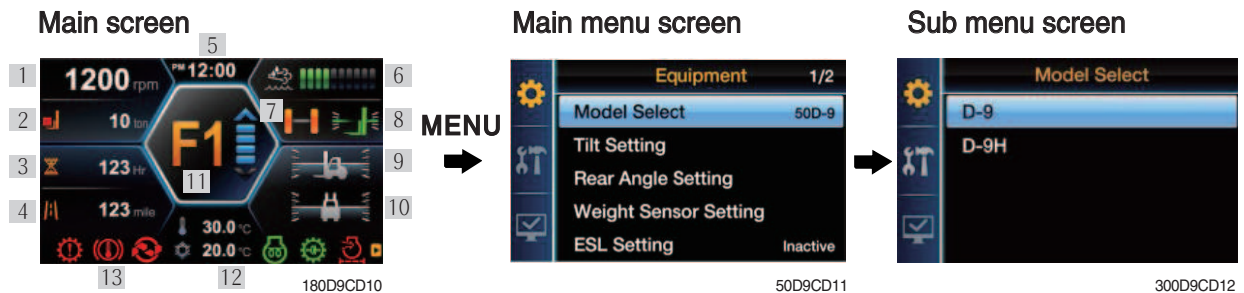 Main screen
Main menu screen
Sub menu screen
5
1
1200 rpm
PM 12:00
6
2
10 ton
7
8
3
123 Hr
F1
9
11
4
123 mile
10
30.0 °C
20.0 °C
13
12
180D9CD10
MENU
Equipment 1/2
Model Select 50D-9
Tilt Setting
Rear Angle Setting
Weight Sensor Setting
ESL Setting Inactive
50D9CD11
Model Select
D-9
D-9H
300D9CD12